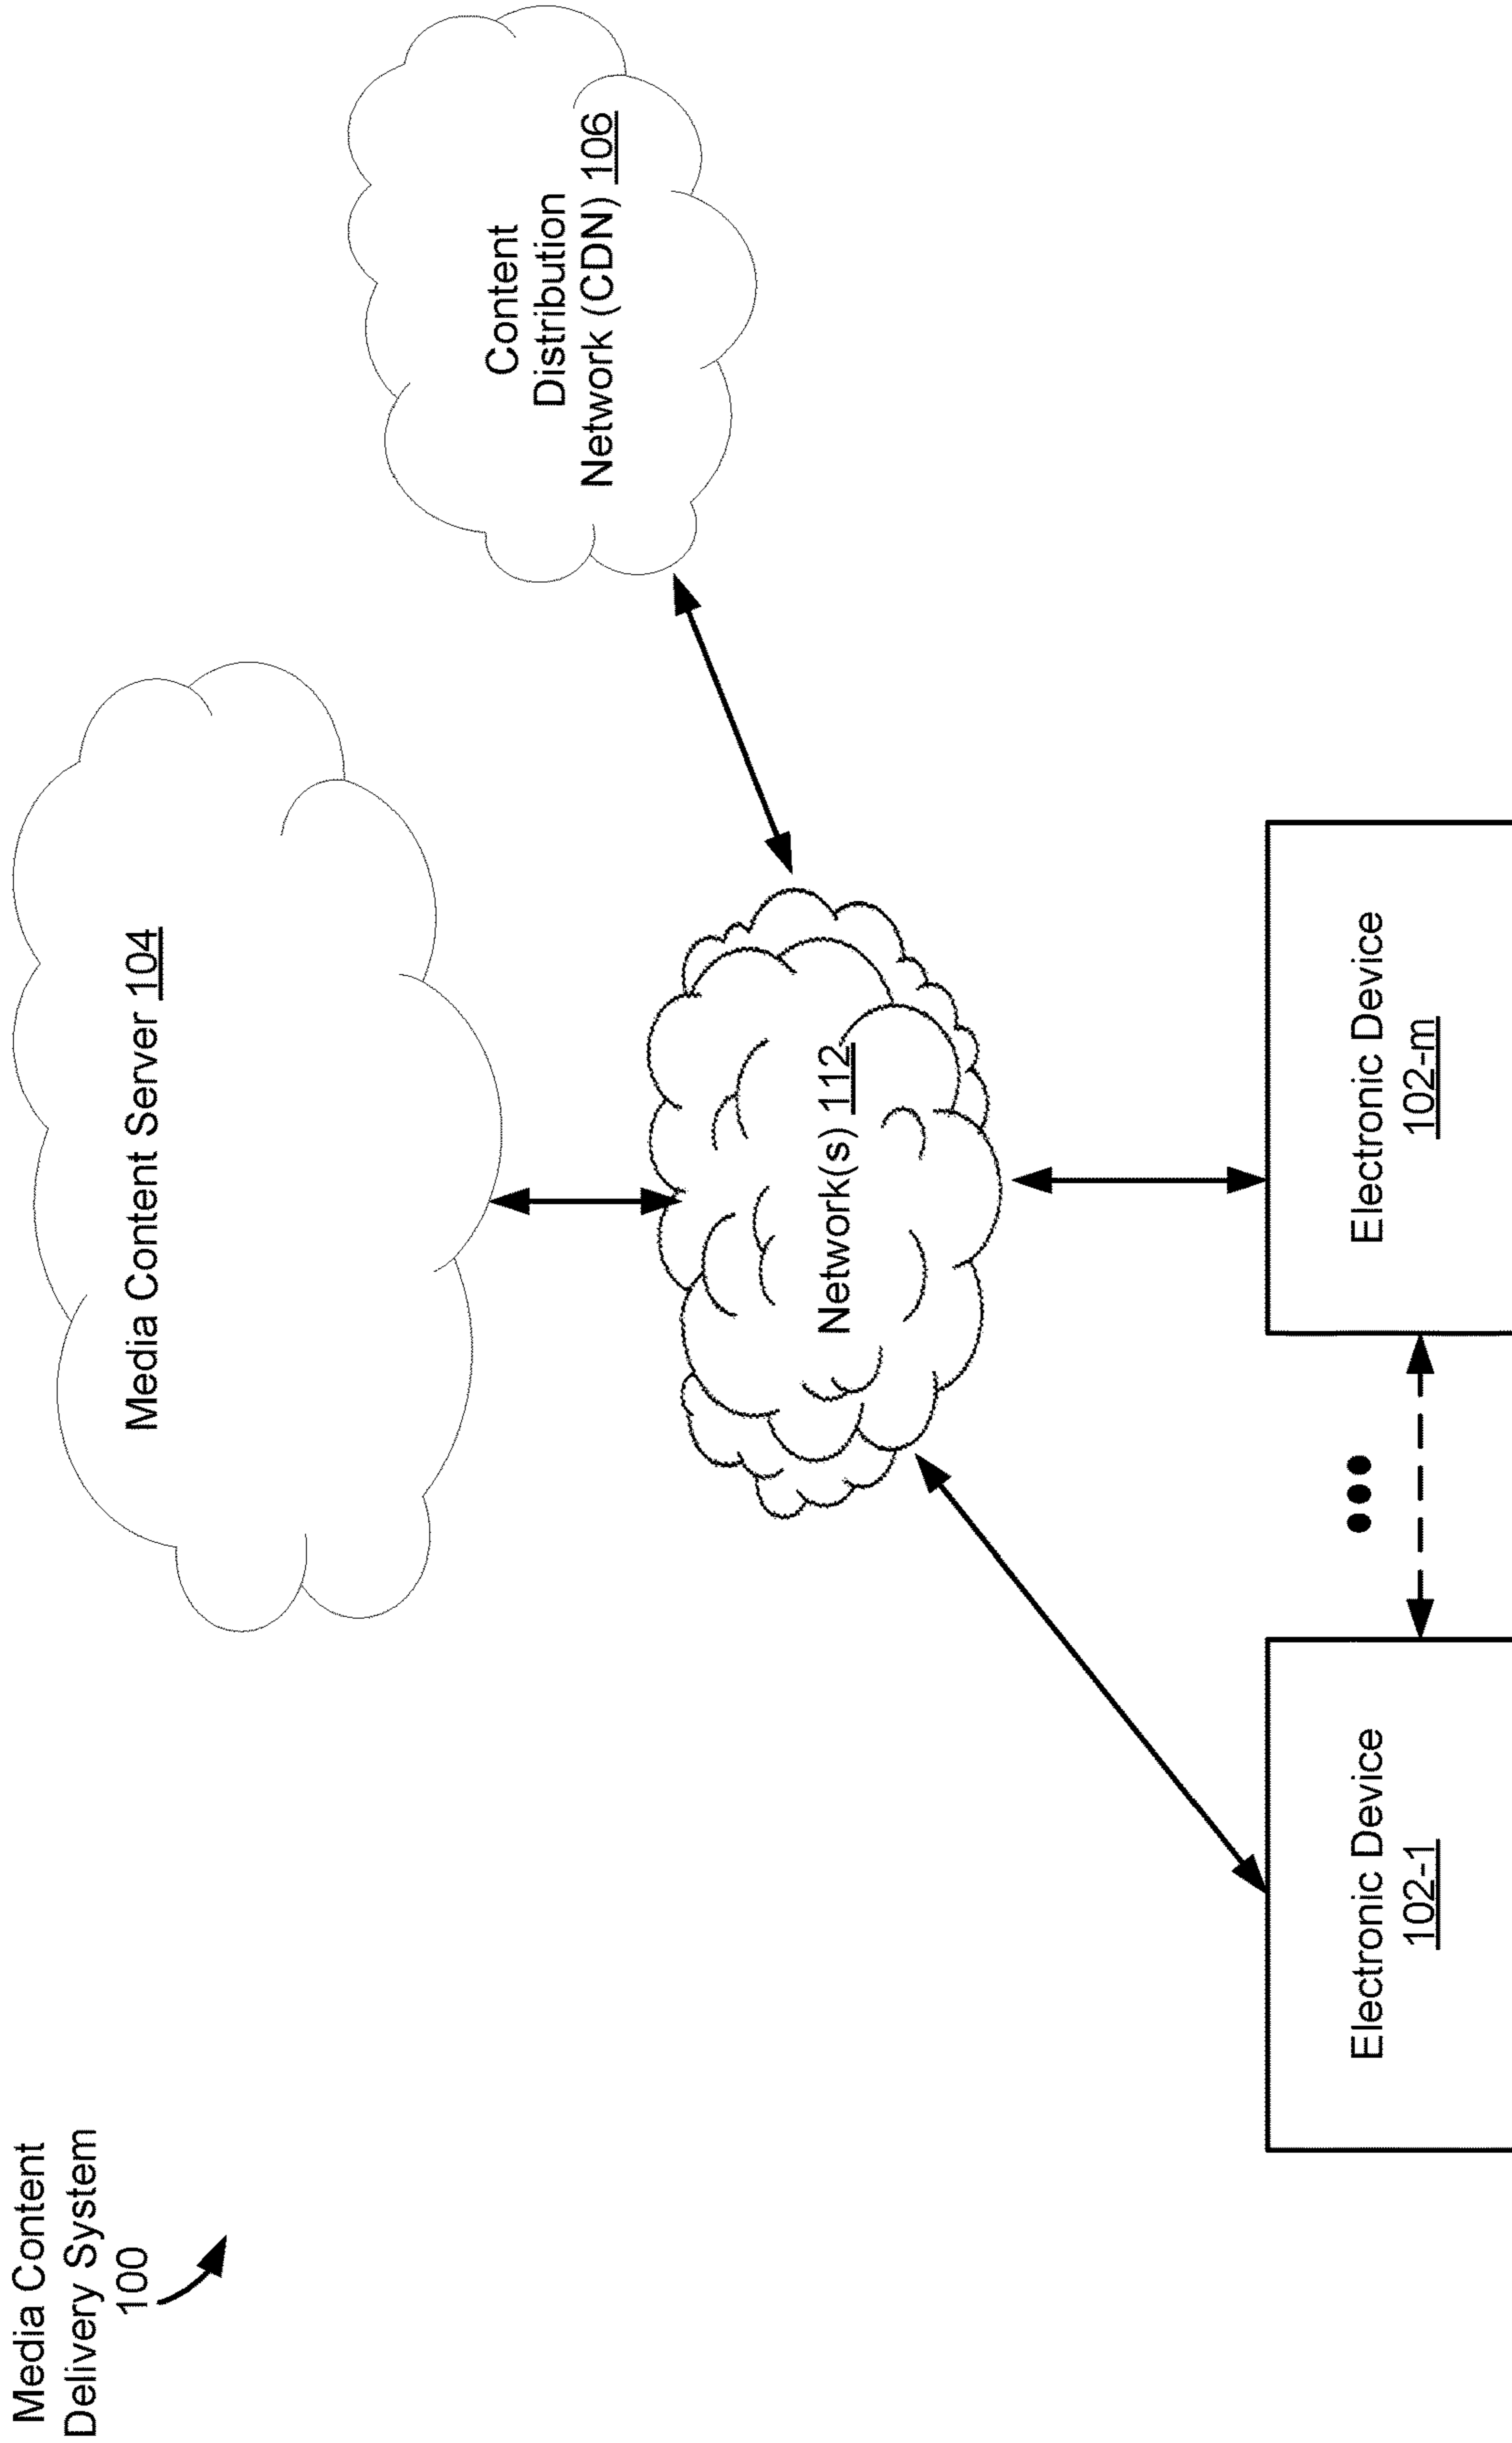 Media Content
Delivery System
100
Media Content Server 104
Content
Distribution
Network (CDN) 106
Network(s) 112
Electronic Device
102-1
•••
Electronic Device
102-m